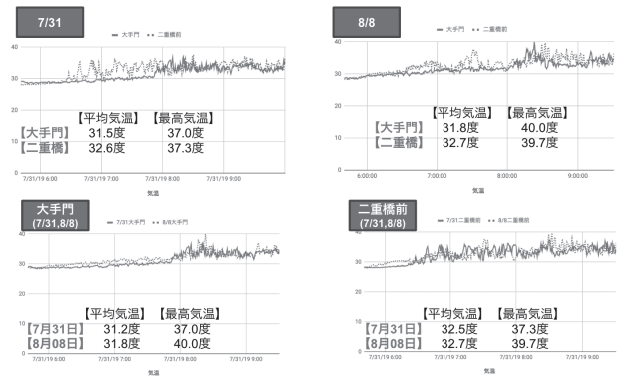 7/31
大手門 二重橋前
40
30
20
10
0
【平均気温】【最高気温】
【大手門】 31.5度 37.0度
【二重橋】 32.6度 37.3度
7/31/19 6:00 7/31/19 7:00 7/31/19 8:00 7/31/19 9:00
気温
8/8
大手門 二重橋前
40
30
20
10
0
【平均気温】【最高気温】
【大手門】 31.8度 40.0度
【二重橋】 32.7度 39.7度
6:00:00 7:00:00 8:00:00 9:00:00
気温
大手門
(7/31,8/8)
7/31大手門 8/8大手門
40
30
20
10
0
【平均気温】【最高気温】
【7月31日】 31.2度 37.0度
【8月08日】 31.8度 40.0度
7/31/19 6:00 7/31/19 7:00 7/31/19 8:00 7/31/19 9:00
気温
二重橋前
(7/31,8/8)
7/31二重橋前 8/8二重橋前
40
30
20
10
0
【平均気温】【最高気温】
【7月31日】 32.5度 37.3度
【8月08日】 32.7度 39.7度
7/31/19 6:00 7/31/19 7:00 7/31/19 8:00 7/31/19 9:00
気温